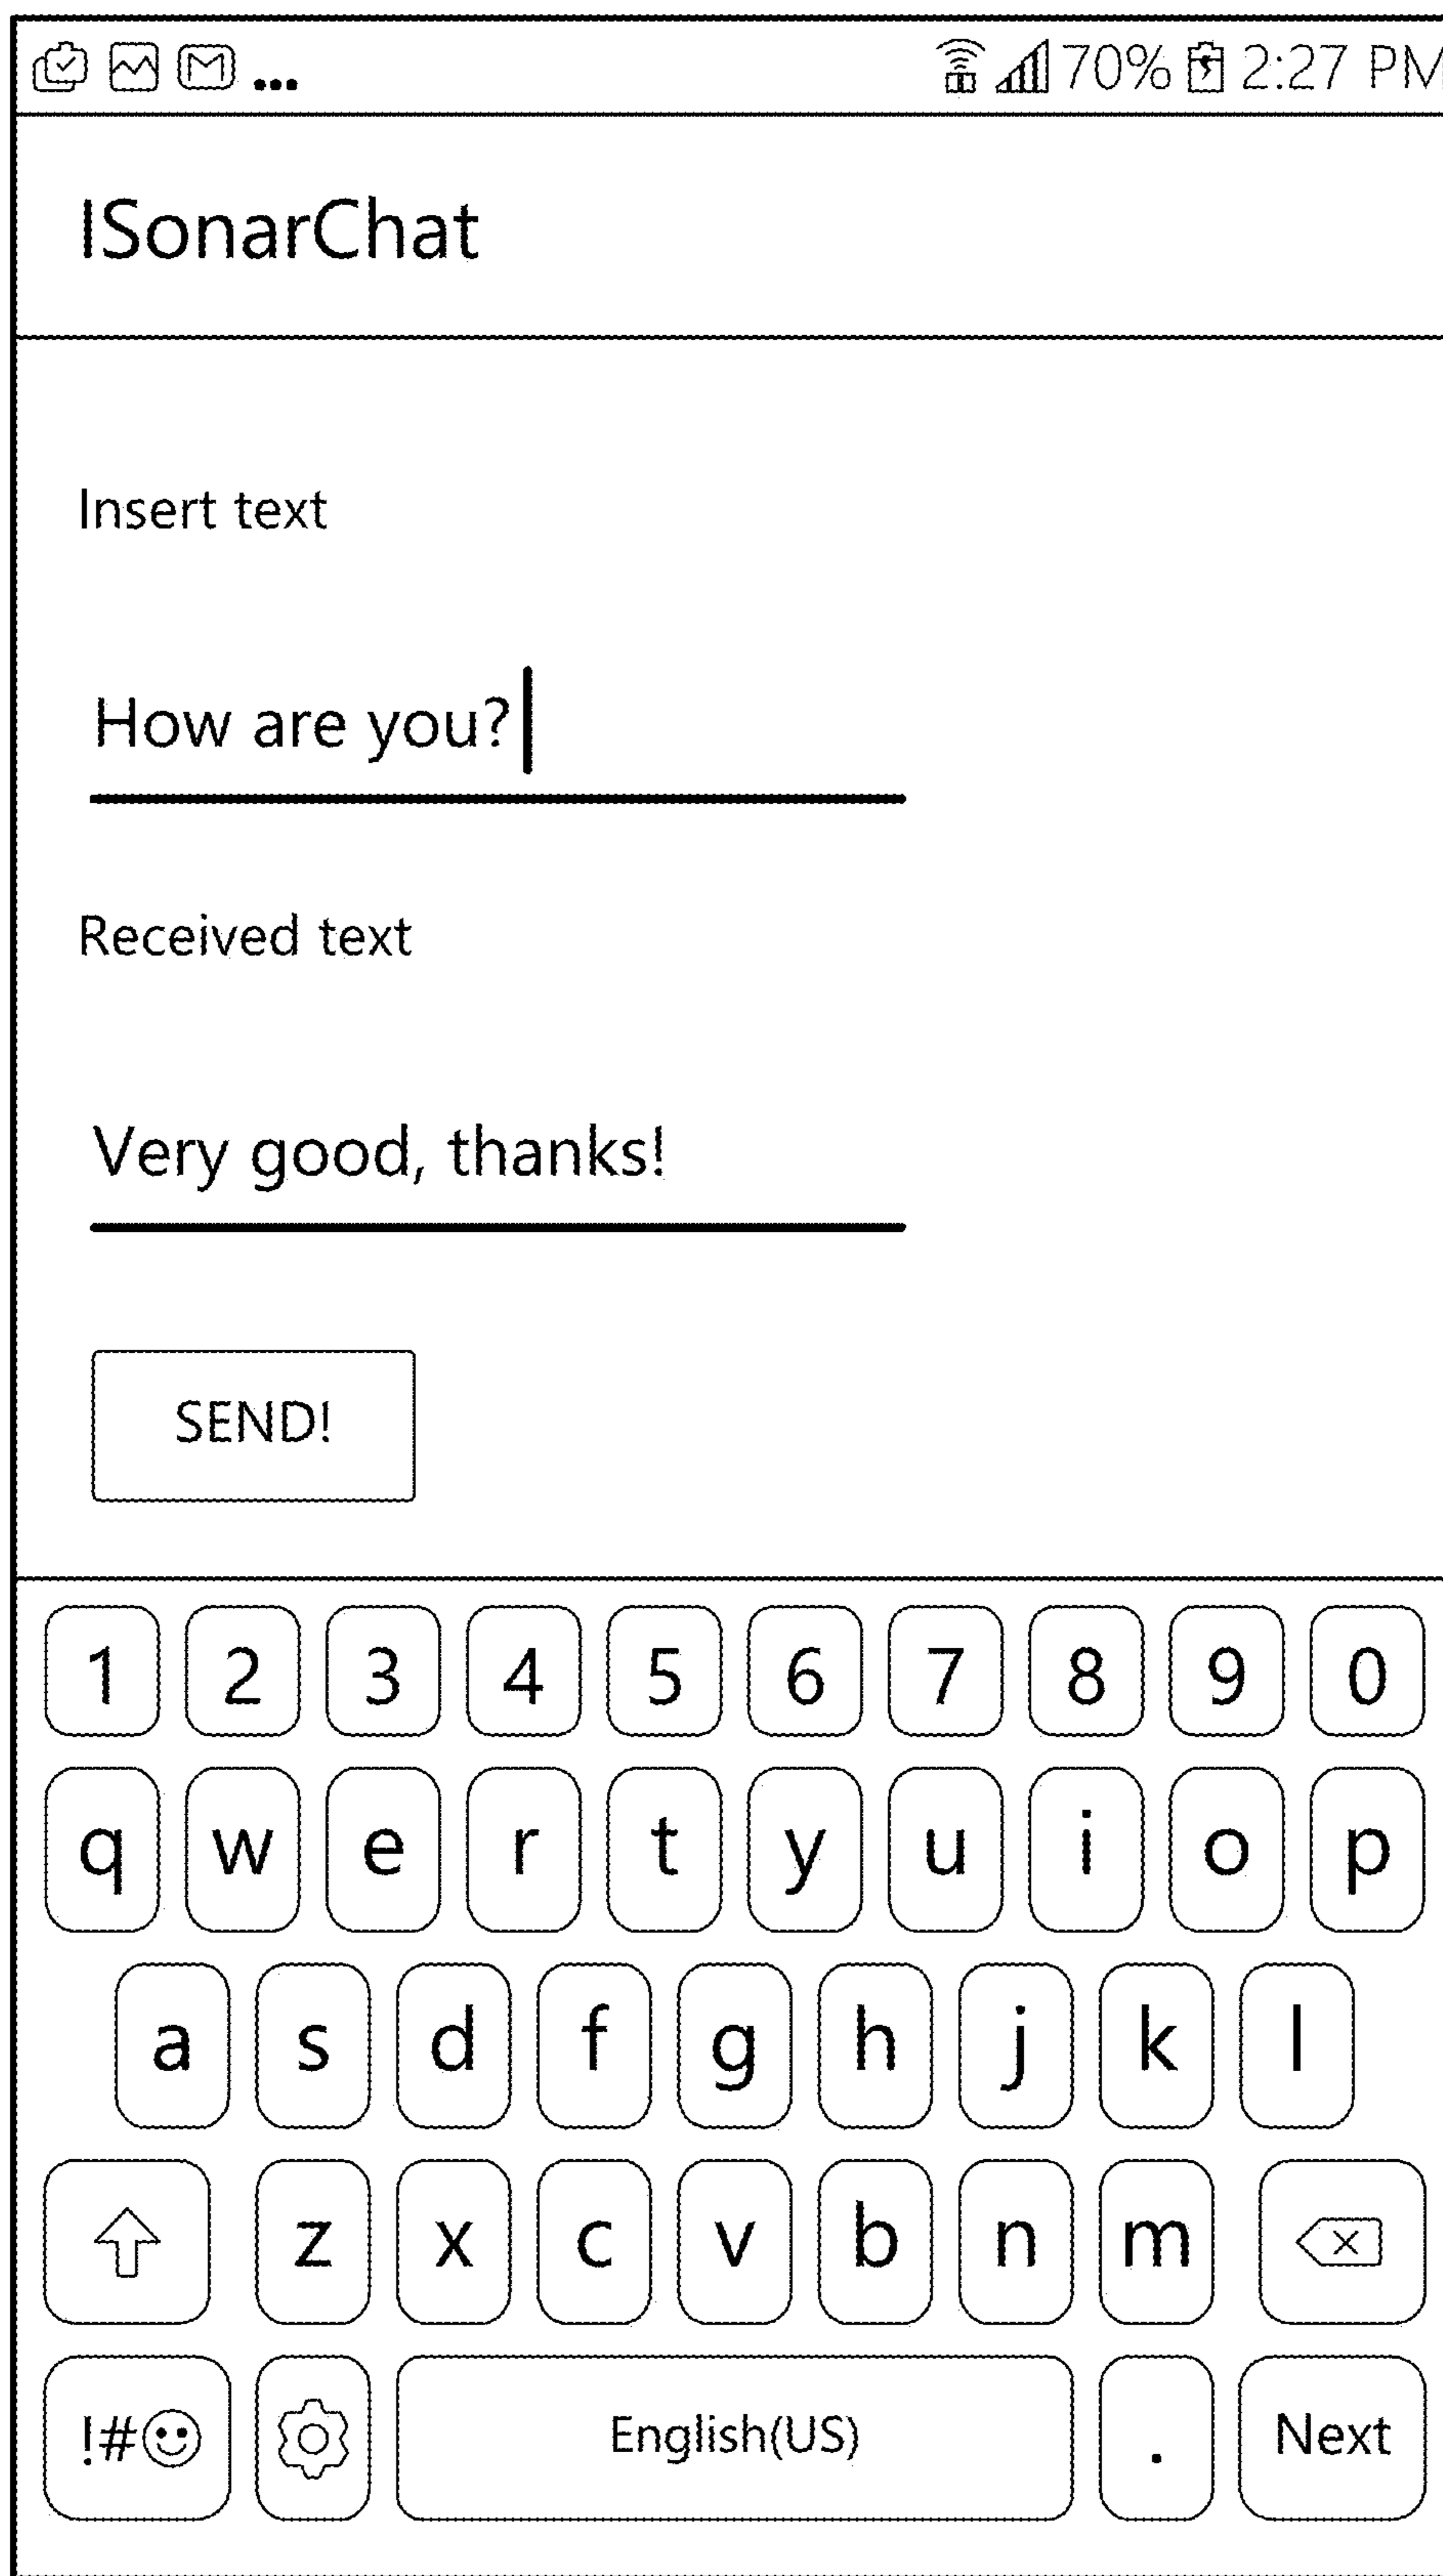 ... 70% 2:27 PM
ISonarChat
Insert text
How are you?
Received text
Very good, thanks!
SEND!
1 2 3 4 5 6 7 8 9 0
q w e r t y u i o p
a s d f g h j k l
z x c v b n m
!#☺ English(US) . Next